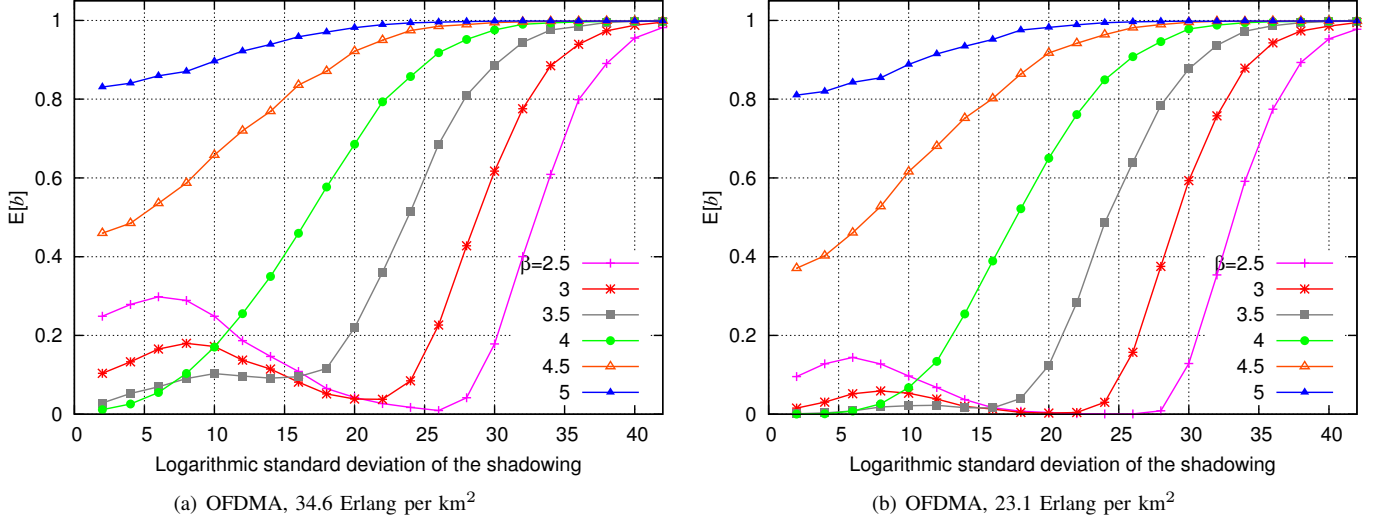 1
0.8
0.6
0.4
0.2
0
E[b]
0 5 10 15 20 25 30 35 40
Logarithmic standard deviation of the shadowing
β=2.5
3
3.5
4
4.5
5
(a) OFDMA, 34.6 Erlang per km²
1
0.8
0.6
0.4
0.2
0
E[b]
0 5 10 15 20 25 30 35 40
Logarithmic standard deviation of the shadowing
β=2.5
3
3.5
4
4.5
5
(b) OFDMA, 23.1 Erlang per km²